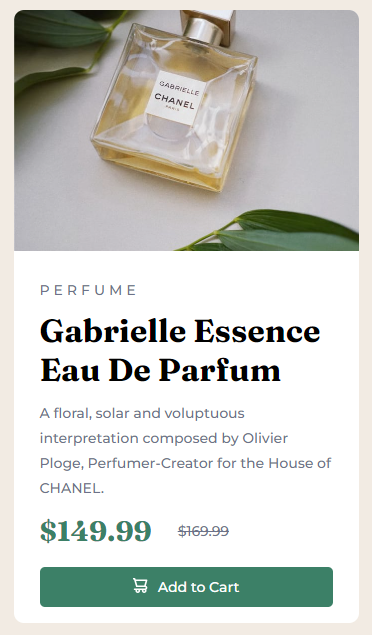 GABRIELLE
CHANEL
PARIS
PERFUME
Gabrielle Essence
Eau De Parfum
A floral, solar and voluptuous
interpretation composed by Olivier
Ploge, Perfumer-Creator for the House of
CHANEL.
$149.99 $169.99
Add to Cart